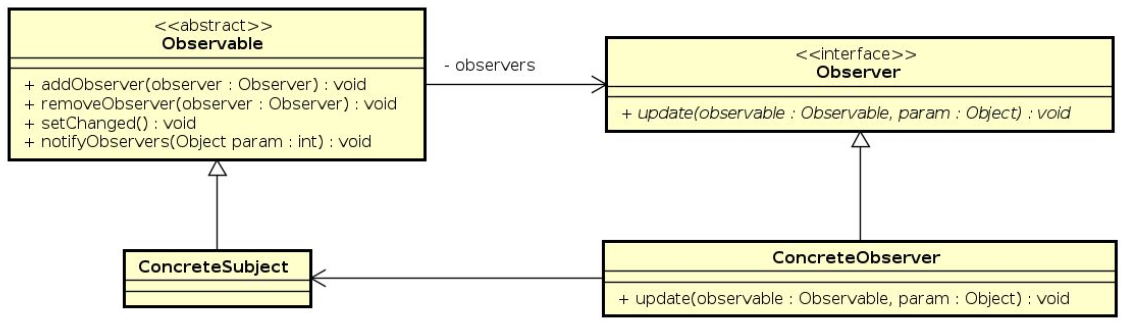 <<abstract>>
Observable
+ addObserver(observer : Observer) : void
+ removeObserver(observer : Observer) : void
+ setChanged() : void
+ notifyObservers(Object param : int) : void
- observers
<<interface>>
Observer
+ update(observable : Observable, param : Object) : void
ConcreteSubject
ConcreteObserver
+ update(observable : Observable, param : Object) : void